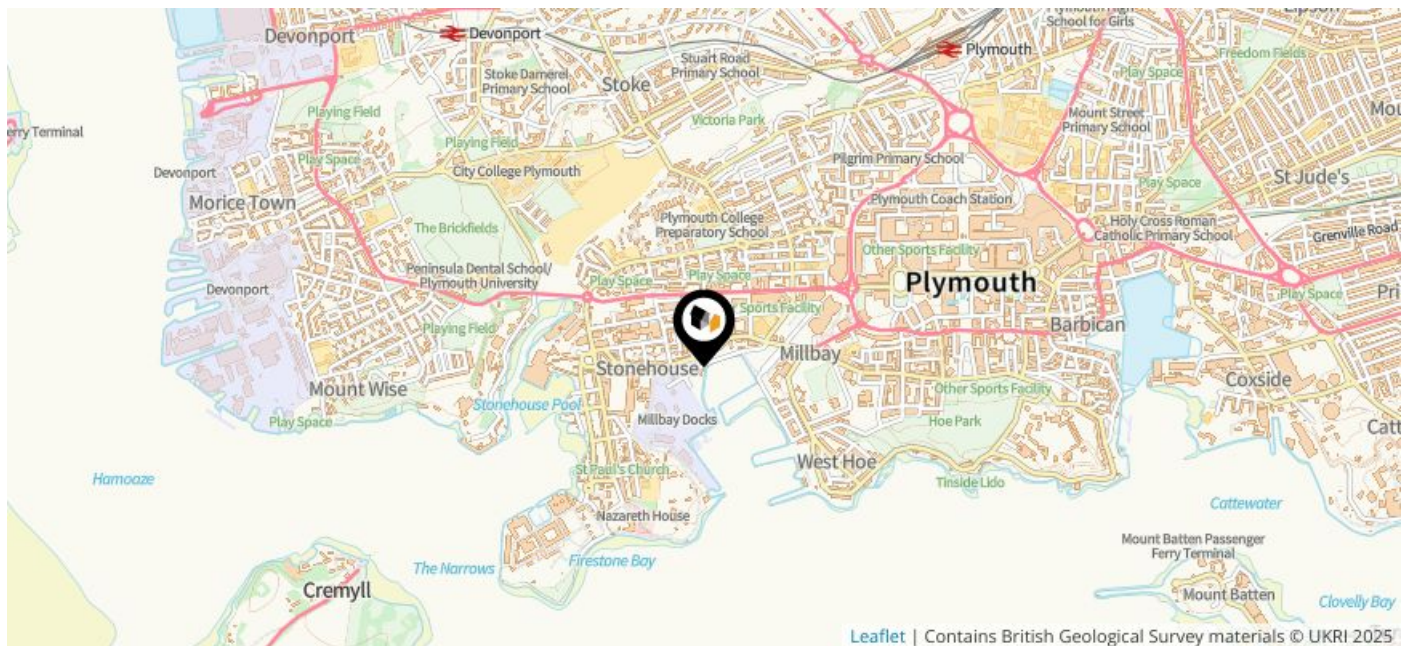 Devonport
Devonport
Plymouth High
School for Girls
Lipson
Plymouth
Freedom Fields
Stuart Road
Primary School
Stoke Damerel
Primary School
Stoke
Play Space
Playing Field
Victoria Park
Mount Street
Primary School
erry Terminal
Playing Field
Play Space
Pilgrim Primary School
Devonport
City College Plymouth
St Jude's
Play Space
Morice Town
Plymouth Coach Station
Plymouth College
Preparatory School
Holy Cross Roman
Catholic Primary School
The Brickfields
Grenville Road
Other Sports Facility
Peninsula Dental School/
Plymouth University
Play Space
Play Space
Plymouth
Devonport
Play Space
Pri
Sports Facility
Playing Field
Barbican
Millbay
Stonehouse
Coxside
Mount Wise
Other Sports Facility
Stonehouse Pool
Play Space
Millbay Docks
Hoe Park
Catt
West Hoe
St Paul's Church
Hamoaze
Tinside Lido
Cattewater
Nazareth House
Mount Batten Passenger
Ferry Terminal
Firestone Bay
The Narrows
Cremyll
Mount Batten
Clovelly Bay
Leaflet | Contains British Geological Survey materials © UKRI 2025